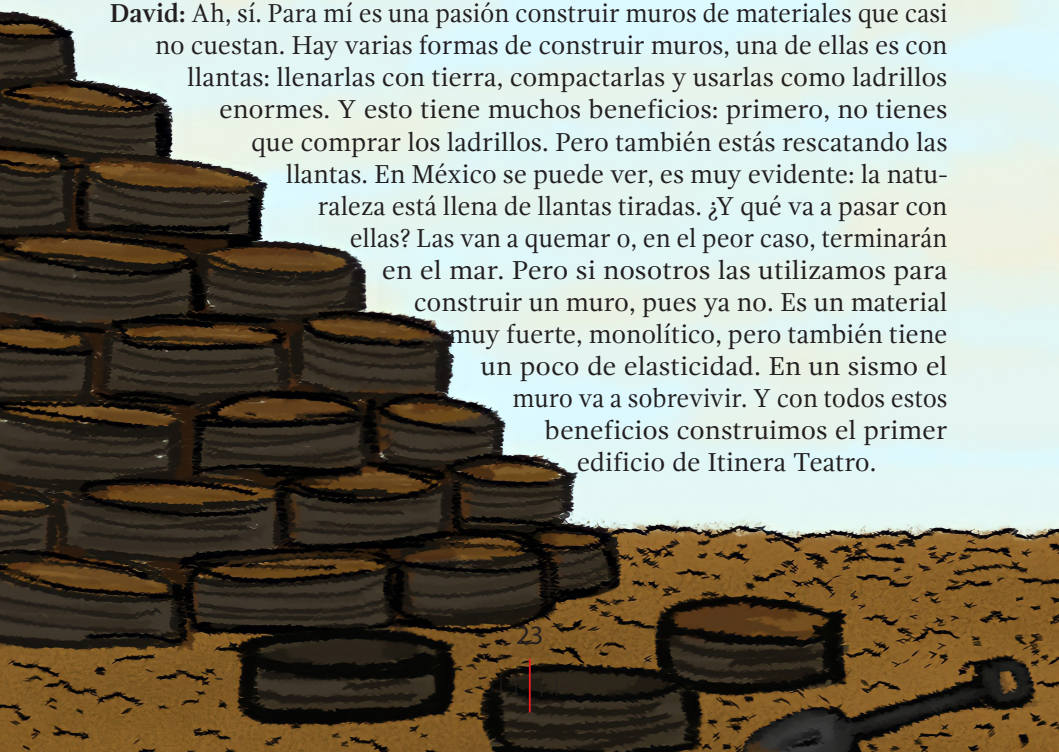 David: Ah, sí. Para mí es una pasión construir muros de materiales que casi
no cuestan. Hay varias formas de construir muros, una de ellas es con
llantas: llenarlas con tierra, compactarlas y usarlas como ladrillos
enormes. Y esto tiene muchos beneficios: primero, no tienes
que comprar los ladrillos. Pero también estás rescatando las
llantas. En México se puede ver, es muy evidente: la natu-
raleza está llena de llantas tiradas. ¿Y qué va a pasar con
ellas? Las van a quemar o, en el peor caso, terminarán
en el mar. Pero si nosotros las utilizamos para
construir un muro, pues ya no. Es un material
muy fuerte, monolítico, pero también tiene
un poco de elasticidad. En un sismo el
muro va a sobrevivir. Y con todos estos
beneficios construimos el primer
edificio de Itinera Teatro.
23